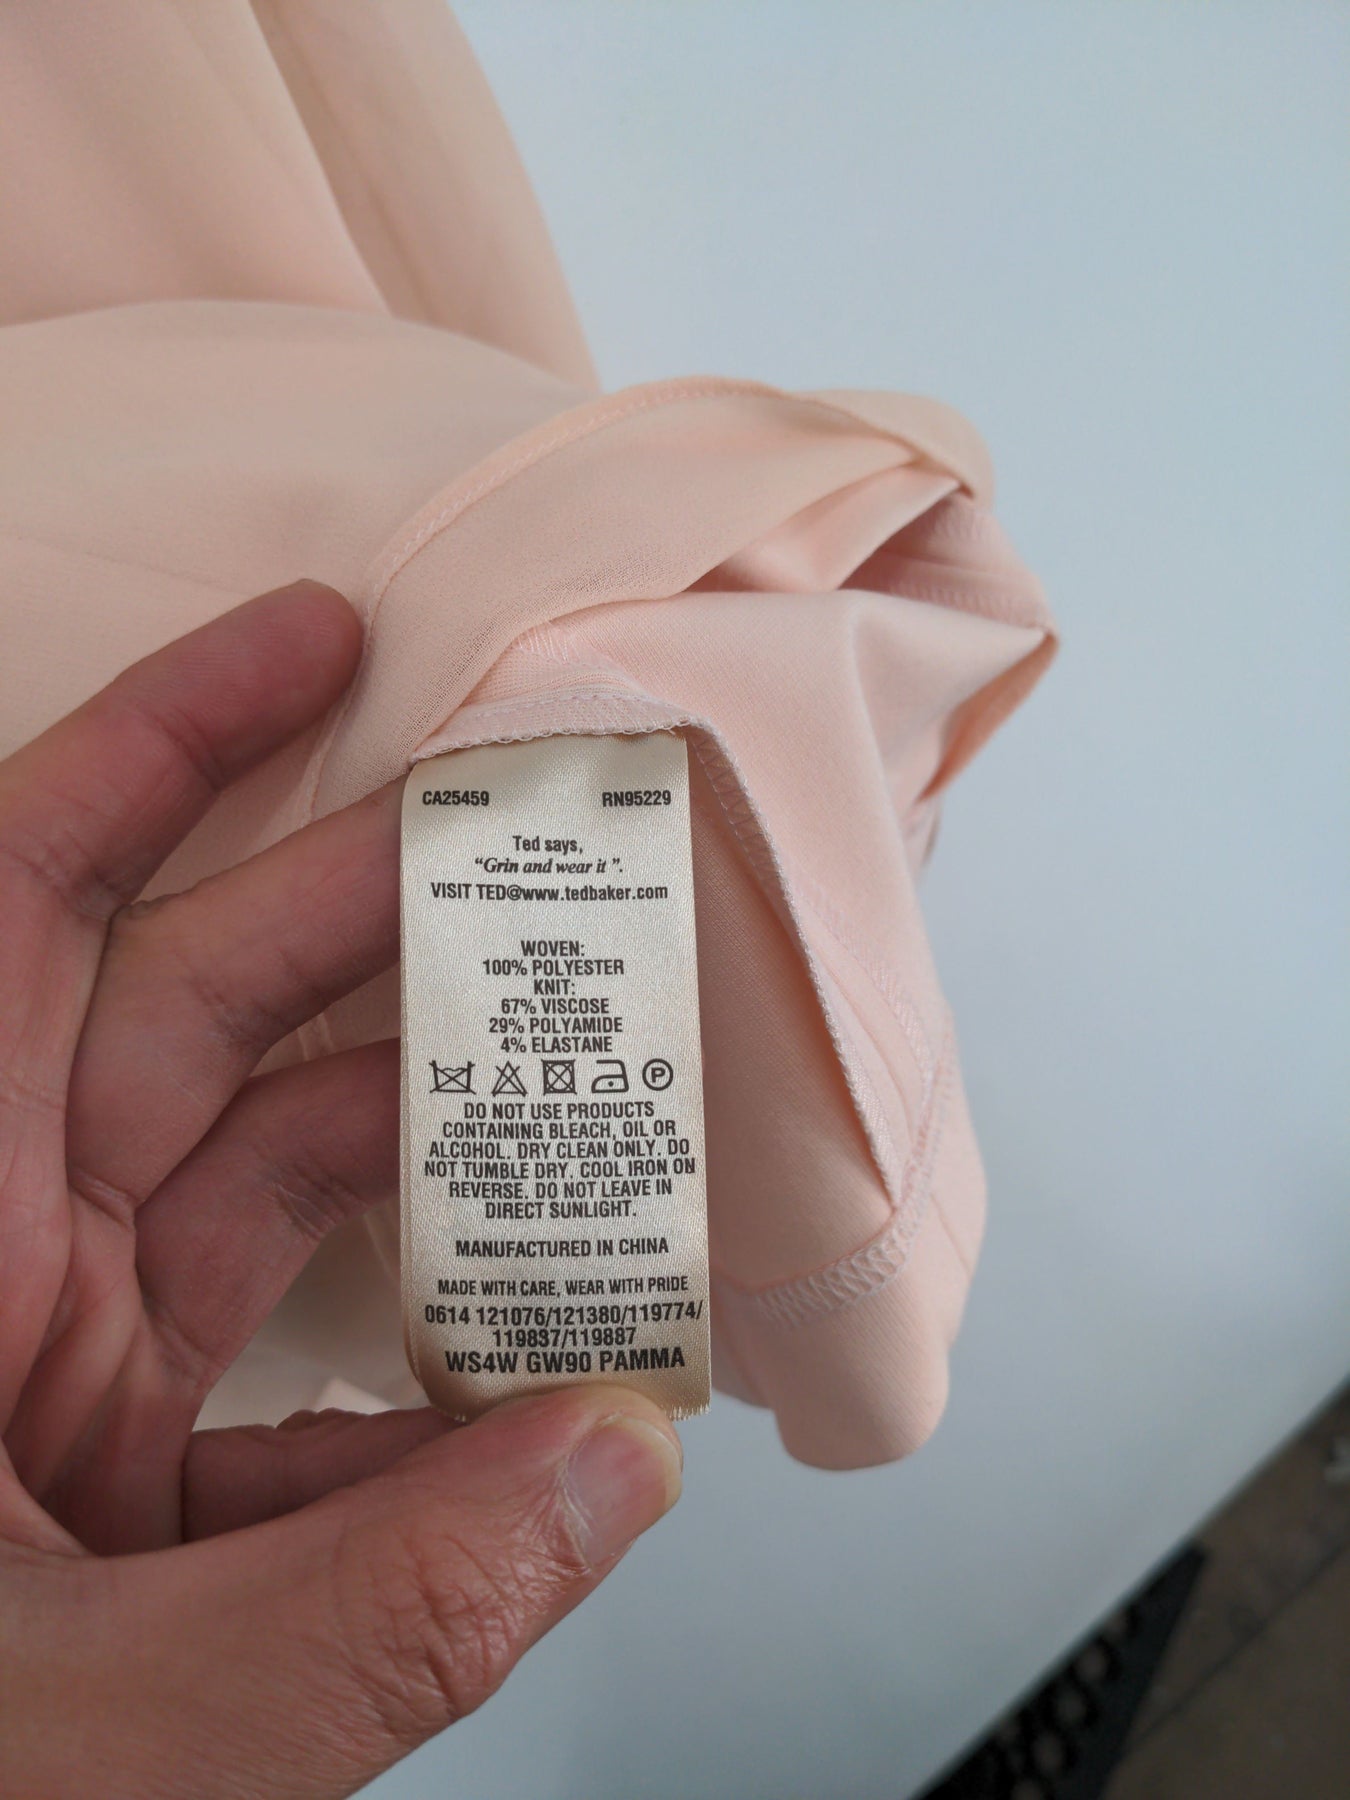 CA25459 RN95229
Ted says,
“Grin and wear it ”.
VISIT TED@www.tedbaker.com
WOVEN:
100% POLYESTER
KNIT:
67% VISCOSE
29% POLYAMIDE
4% ELASTANE
P
DO NOT USE PRODUCTS
CONTAINING BLEACH, OIL OR
ALCOHOL. DRY CLEAN ONLY. DO
NOT TUMBLE DRY. COOL IRON ON
REVERSE. DO NOT LEAVE IN
DIRECT SUNLIGHT.
MANUFACTURED IN CHINA
MADE WITH CARE, WEAR WITH PRIDE
0614 121076/121380/119774/
119837/119887
WS4W GW90 PAMMA